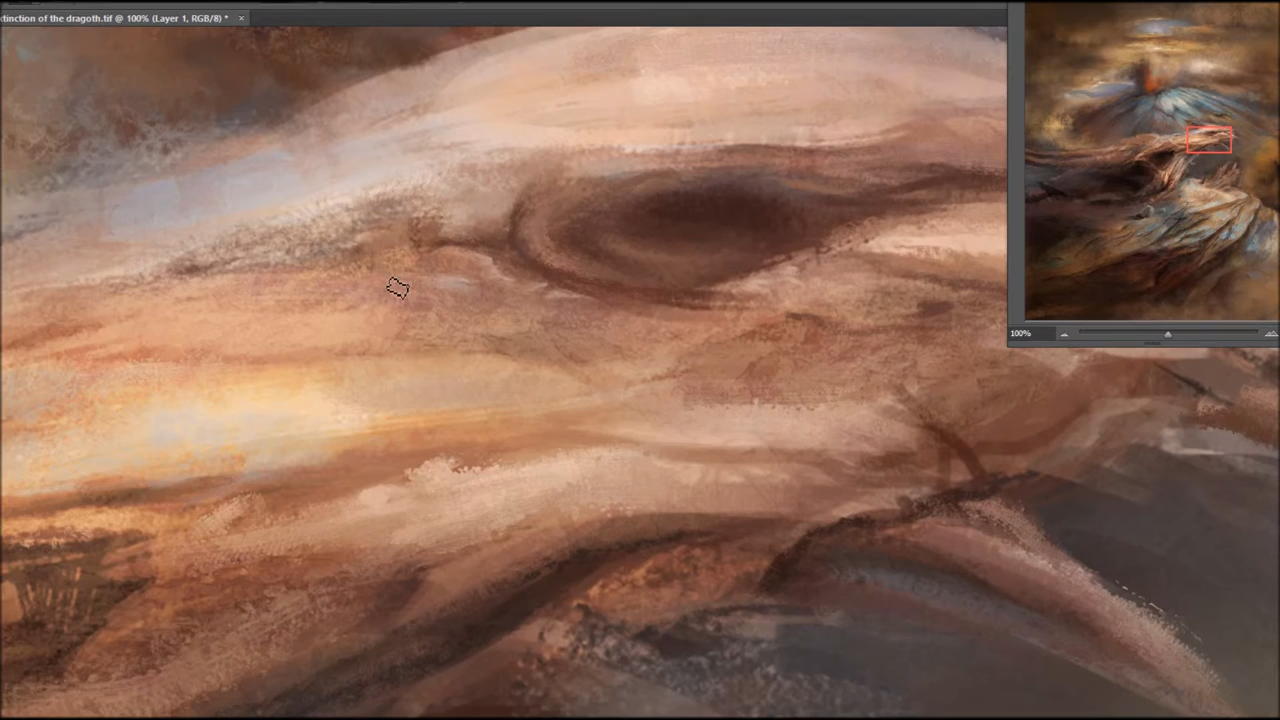 tinction of the dragoth.tif @ 100% (Layer 1, RGB/8) *
100%